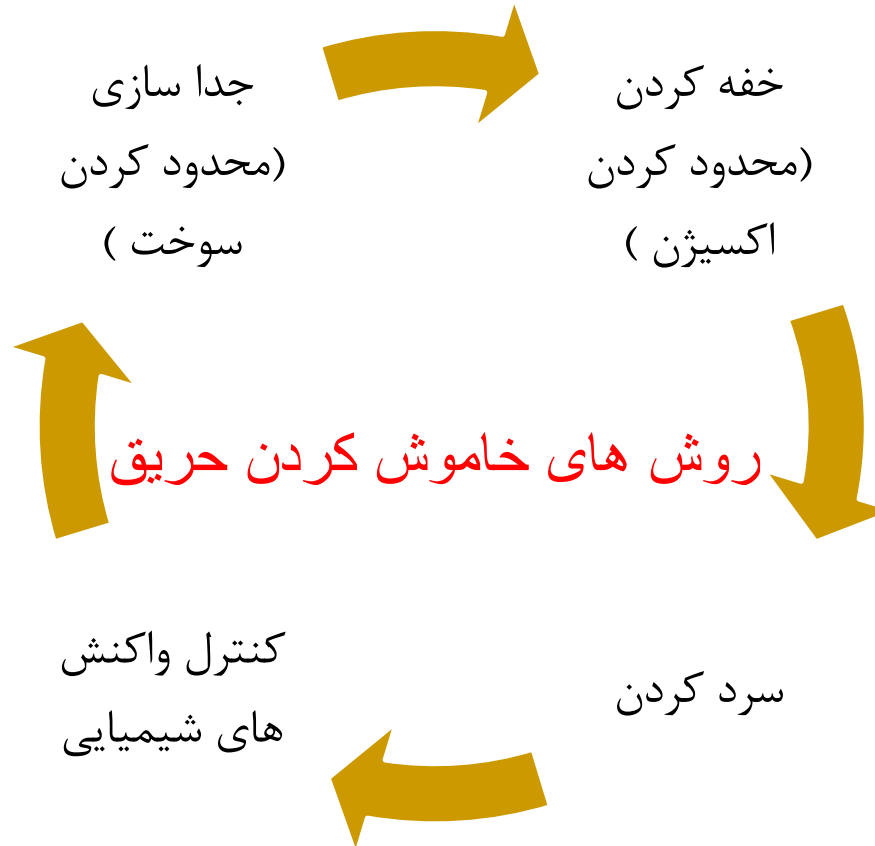 خفه کردن
(محدود کردن
اکسیژن )
جدا سازی
(محدود کردن
سوخت )
روش های خاموش کردن حریق
سرد کردن
کنترل واکنش
های شیمیایی